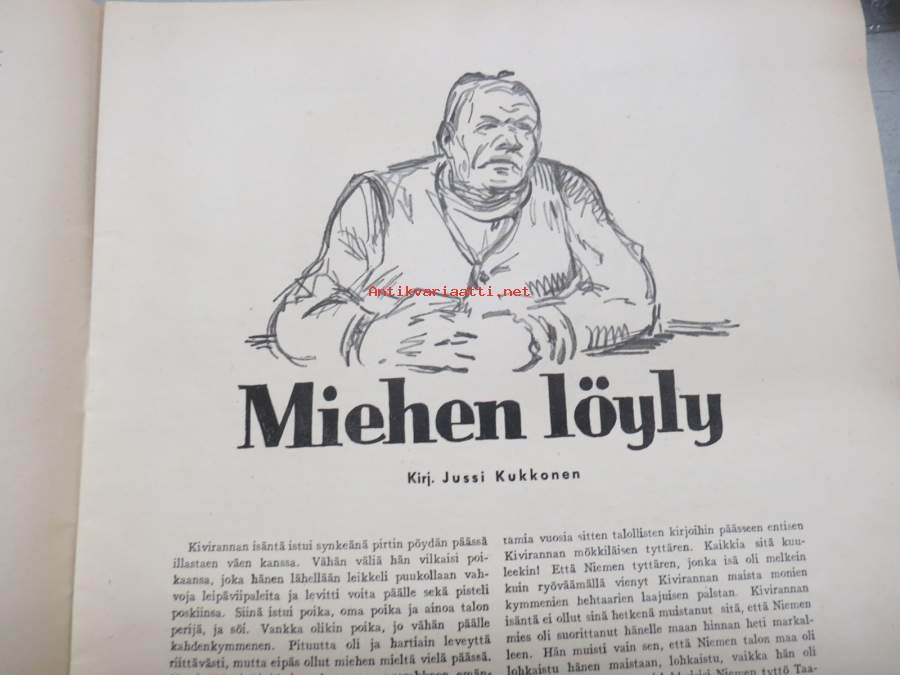 Antikvariaatti.net
Miehen löyly
Kirj. Jussi Kukkonen
Kivirannan isäntä istui synkeänä pirtin pöydän päässä
illastaen väen kanssa. Vähän väliä hän vilkaisi poi-
kaansa, joka hänen lähellään leikkeli puukollaan vah-
voja leipäviipaleita ja levitti voita päälle sekä pisteli
poskiinsa. Siinä istui poika, oma poika ja ainoa talon
perijä, ja söi. Vankka olikin poika, jo vähän päälle
kahdenkymmenen. Pituutta oli ja hartiain leveyttä
riittävästi, mutta eipäs ollut miehen mieltä vielä päässä.
tamia vuosia sitten talollisten kirjoihin päässeen entisen
Kivirannan mökkiläisen tyttären. Kaikkia sitä kuu-
leekin! Että Niemen tyttären, jonka isä oli melkein
kuin ryöväämällä vienyt Kivirannan maista monien
kymmenien hehtaarien laajuisen palstan. Kivirannan
isäntä ei ollut sinä hetkenä muistanut sitä, että Niemen
mies oli suorittanut hänelle maan hinnan heti markal-
leen. Hän muisti vain sen, että Niemen talon maa oli
lohkaistu hänen maistaan, lohkaistu, vaikka hän oli
Niemen tyttö Taa-